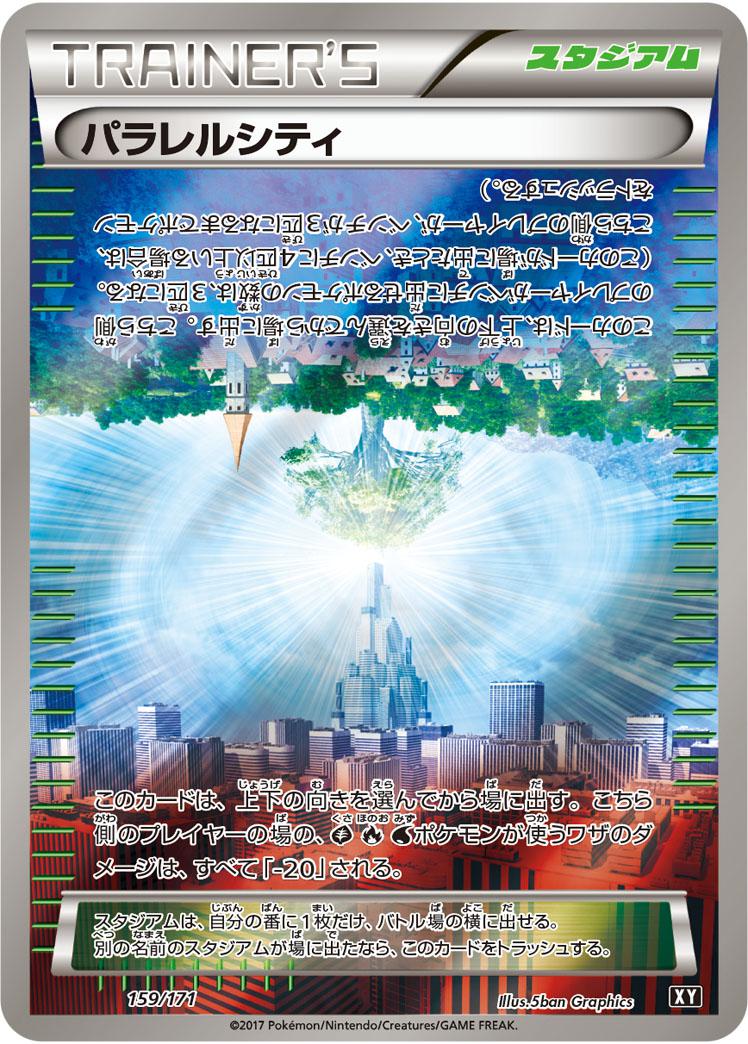 TRAINER'S
スタジアム
パラレルシティ
このカードは、上下の向きを選んでから場に出す。こちら側
のプレイヤーがベンチに出せるポケモンの数は、3匹になる。
(このカードが場に出たとき、ベンチに4匹以上いる場合は、
こちら側のプレイヤーが、ベンチが3匹になるまでポケモン
をトラッシュする。)
このカードは、上下の向きを選んでから場に出す。こちら
側のプレイヤーの場の、ポケモンが使うワザのダ
メージは、すべて「-20」される。
スタジアムは、自分の番に1枚だけ、バトル場の横に出せる。
別の名前のスタジアムが場に出たなら、このカードをトラッシュする。
159/171
Illus.5ban Graphics
XY
©2017 Pokémon/Nintendo/Creatures/GAME FREAK.